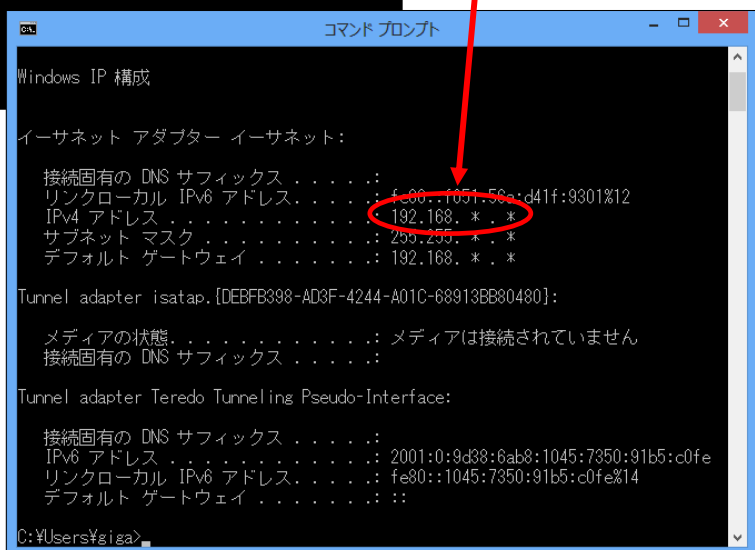 コマンド プロンプト
Windows IP 構成
イーサネット アダプター イーサネット:
接続固有の DNS サフィックス . . . . .:
リンクローカル IPv6 アドレス. . . . .: fe80::f051:56a:d41f:9301%12
IPv4 アドレス . . . . . . . . . . . .: 192.168. * . *
サブネット マスク . . . . . . . . . .: 255.255. * . *
デフォルト ゲートウェイ . . . . . . .: 192.168. * . *
Tunnel adapter isatap.{DEBFB398-AD3F-4244-A01C-68913BB80480}:
メディアの状態. . . . . . . . . . . .: メディアは接続されていません
接続固有の DNS サフィックス . . . . .:
Tunnel adapter Teredo Tunneling Pseudo-Interface:
接続固有の DNS サフィックス . . . . .:
IPv6 アドレス . . . . . . . . . . . .: 2001:0:9d38:6ab8:1045:7350:91b5:c0fe
リンクローカル IPv6 アドレス. . . . .: fe80::1045:7350:91b5:c0fe%14
デフォルト ゲートウェイ . . . . . . .: ::
C:¥Users¥giga>_